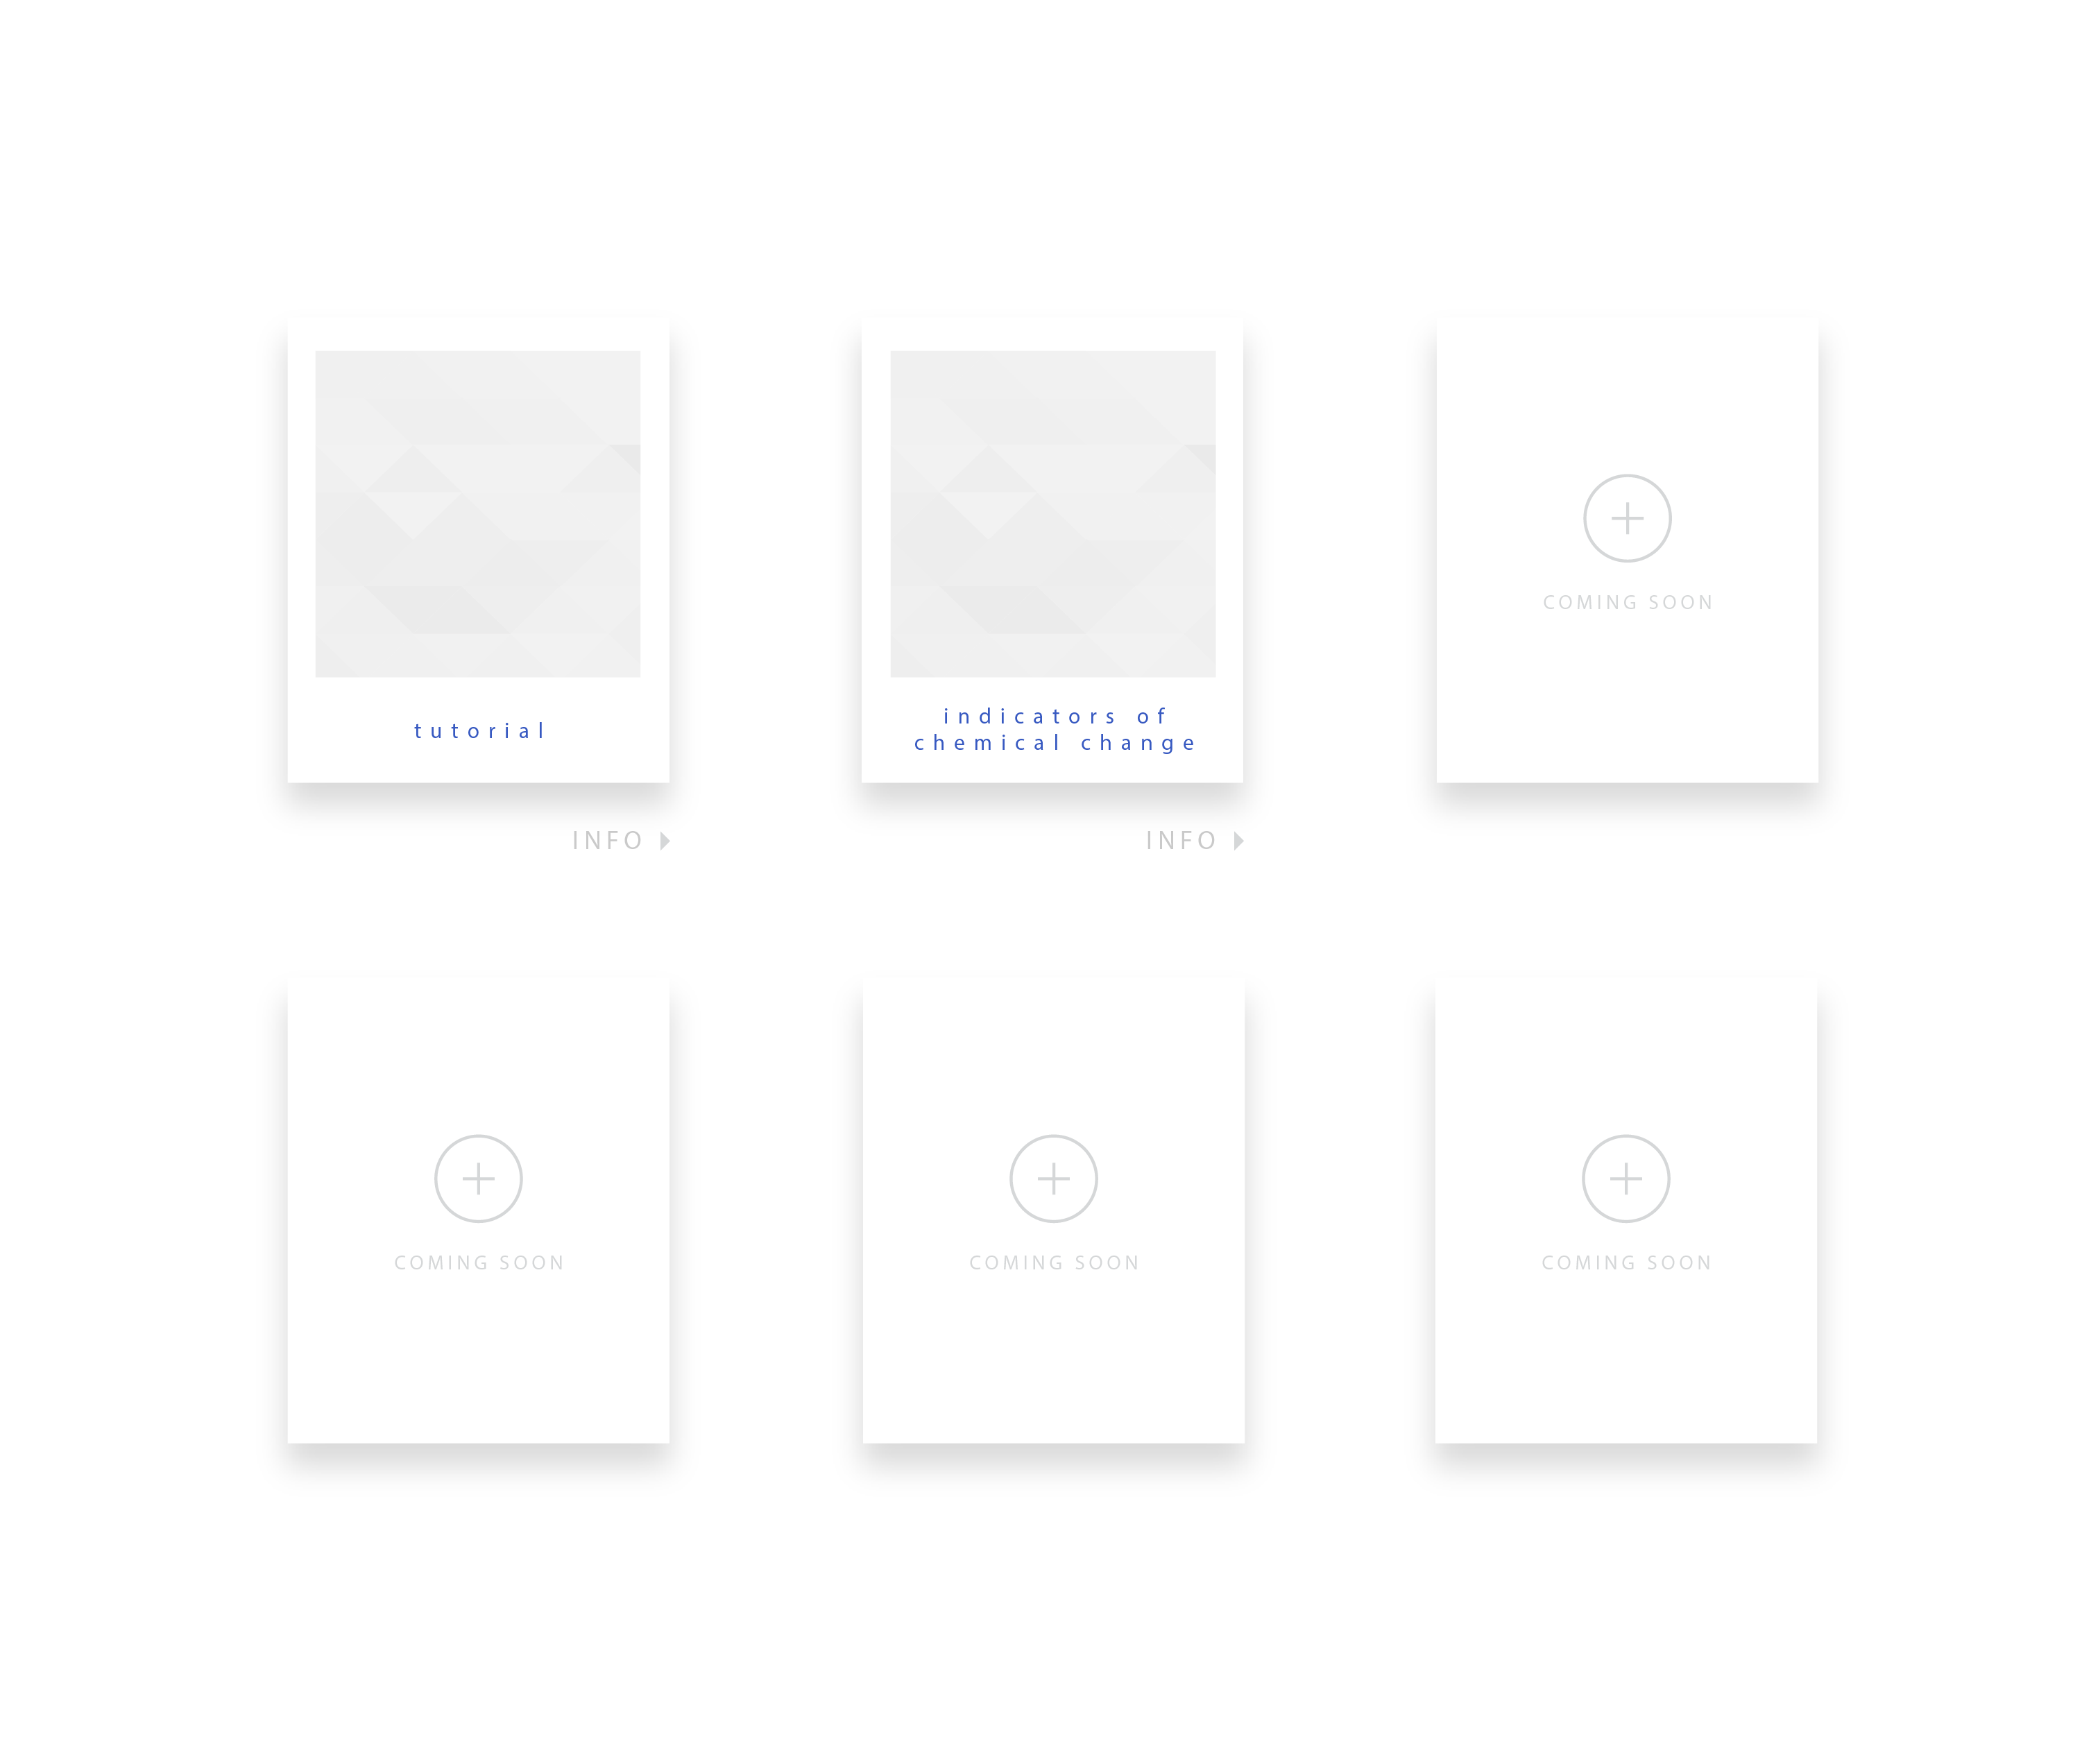 COMING SOON
tutorial
indicators of
chemical change
INFO
INFO
COMING SOON
COMING SOON
COMING SOON